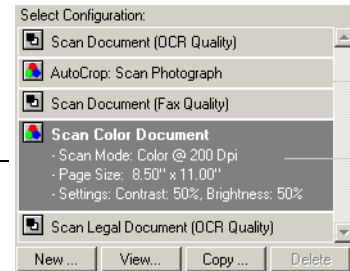 Select Configuration:
Scan Document (OCR Quality)
AutoCrop: Scan Photograph
Scan Document (Fax Quality)
Scan Color Document
- Scan Mode: Color @ 200 Dpi
- Page Size: 8.50" x 11.00"
- Settings: Contrast: 50%, Brightness: 50%
Scan Legal Document (OCR Quality)
New ... View... Copy ... Delete